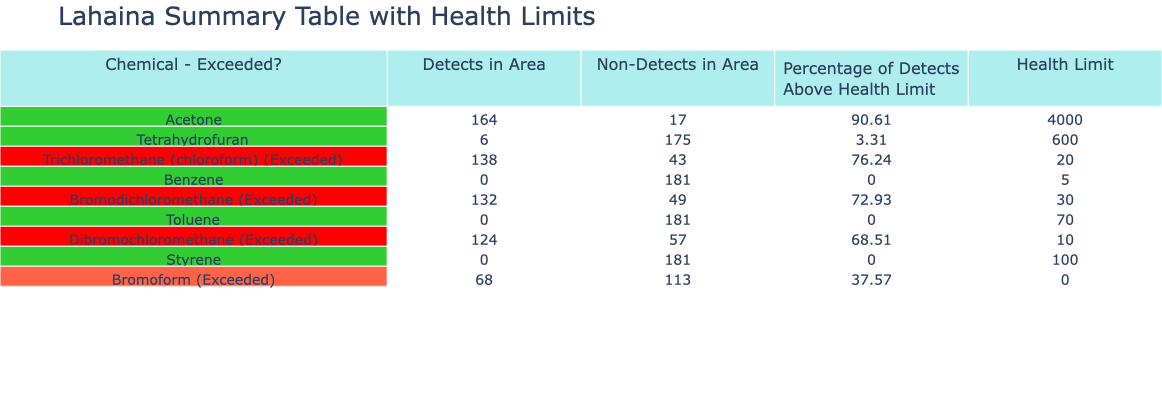 Lahaina Summary Table with Health Limits
Chemical - Exceeded? Detects in Area Non-Detects in Area Percentage of Detects Above Health Limit Health Limit
Acetone 164 17 90.61 4000
Tetrahydrofuran 6 175 3.31 600
Trichloromethane (chloroform) (Exceeded) 138 43 76.24 20
Benzene 0 181 0 5
Bromodichloromethane (Exceeded) 132 49 72.93 30
Toluene 0 181 0 70
Dibromochloromethane (Exceeded) 124 57 68.51 10
Styrene 0 181 0 100
Bromoform (Exceeded) 68 113 37.57 0